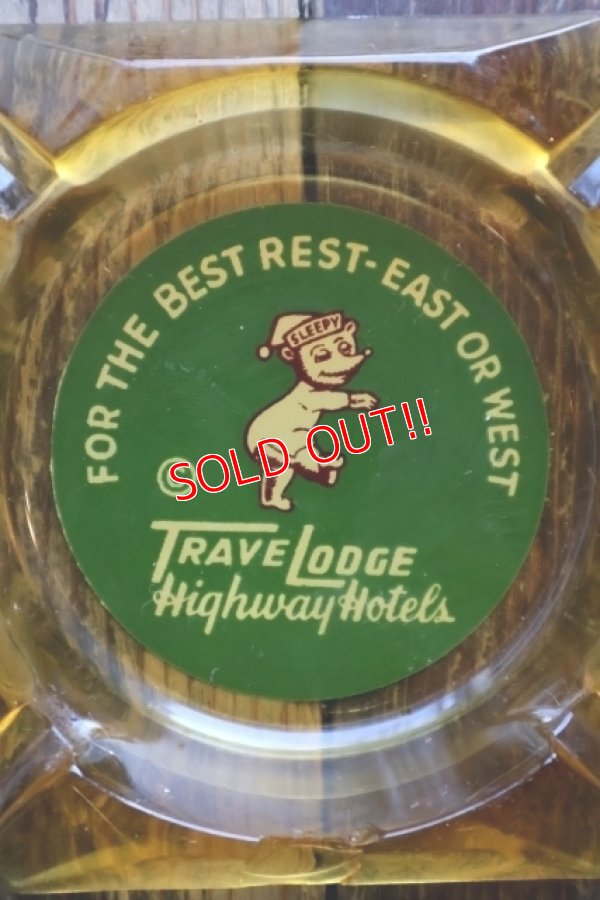 FOR THE BEST REST-EAST OR WEST
SLEEPY
SOLD OUT!!
©
TRAVELODGE
Highway Hotels